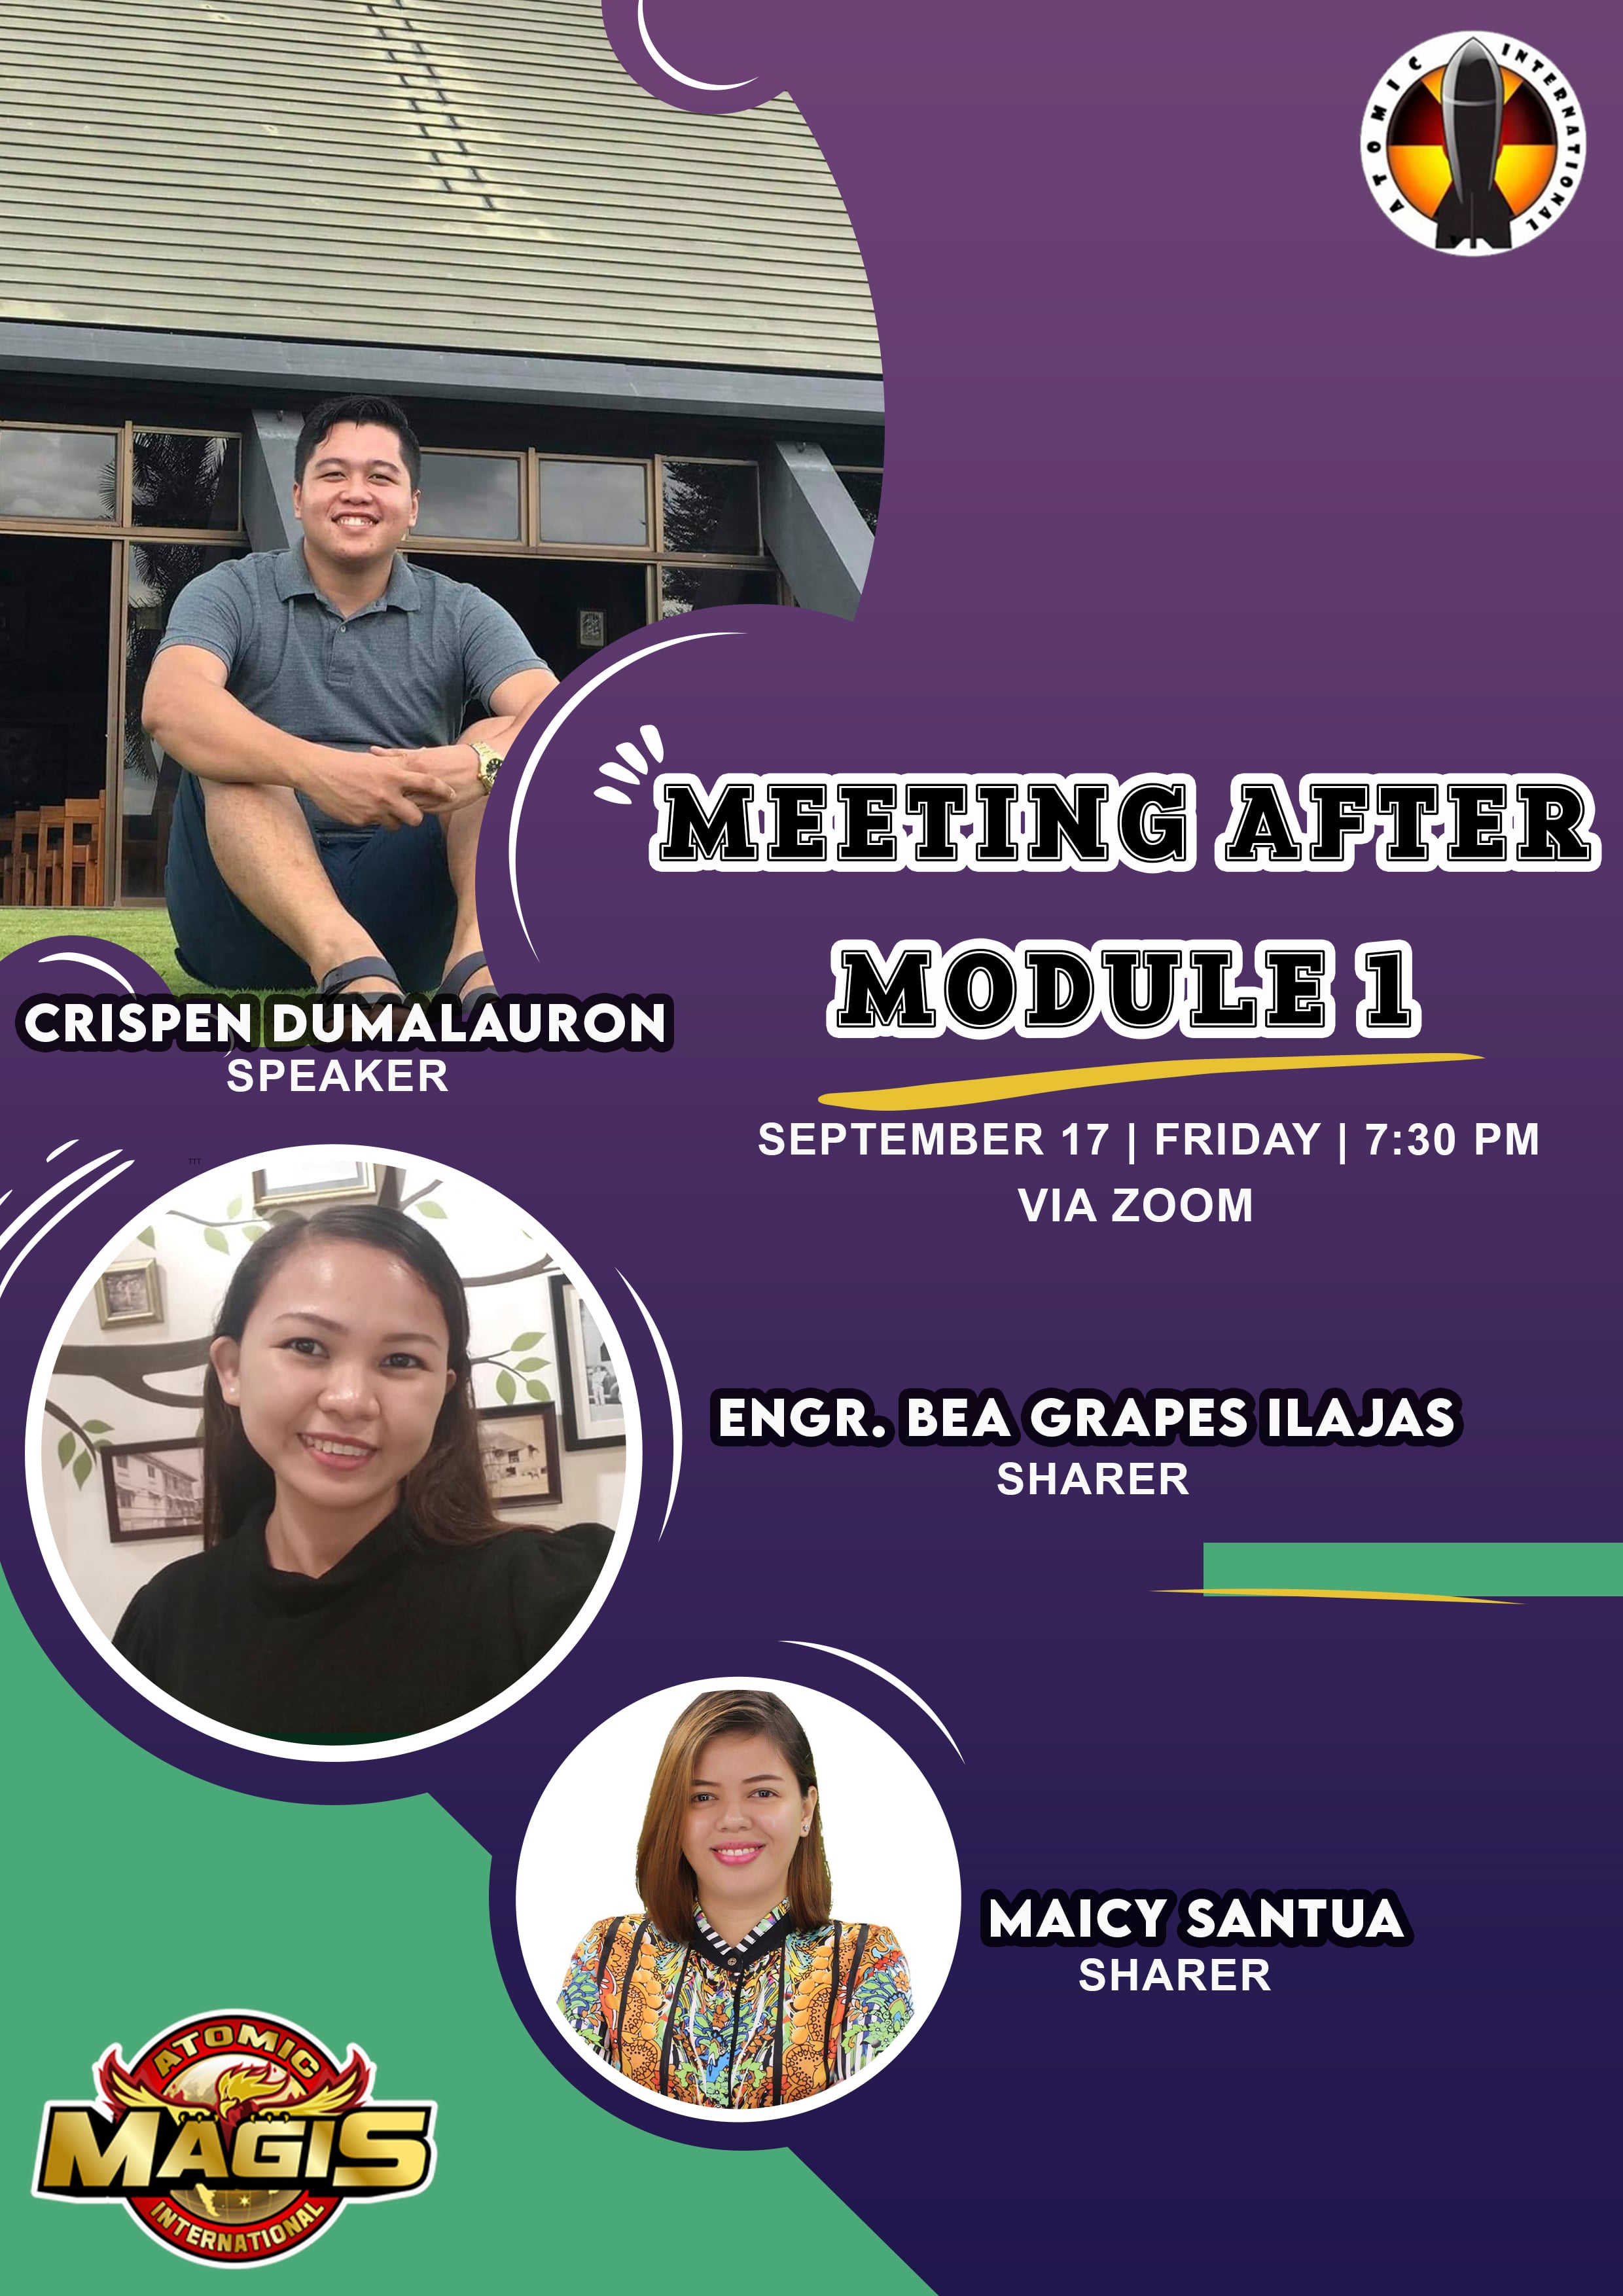 ATOMIC INTERNATIONAL
MEETING AFTER
MODULE 1
SEPTEMBER 17 | FRIDAY | 7:30 PM
VIA ZOOM
CRISPEN DUMALAURON
SPEAKER
TTT
ENGR. BEA GRAPES ILAJAS
SHARER
MAICY SANTUA
SHARER
ATOMIC
MAGIS
INTERNATIONAL